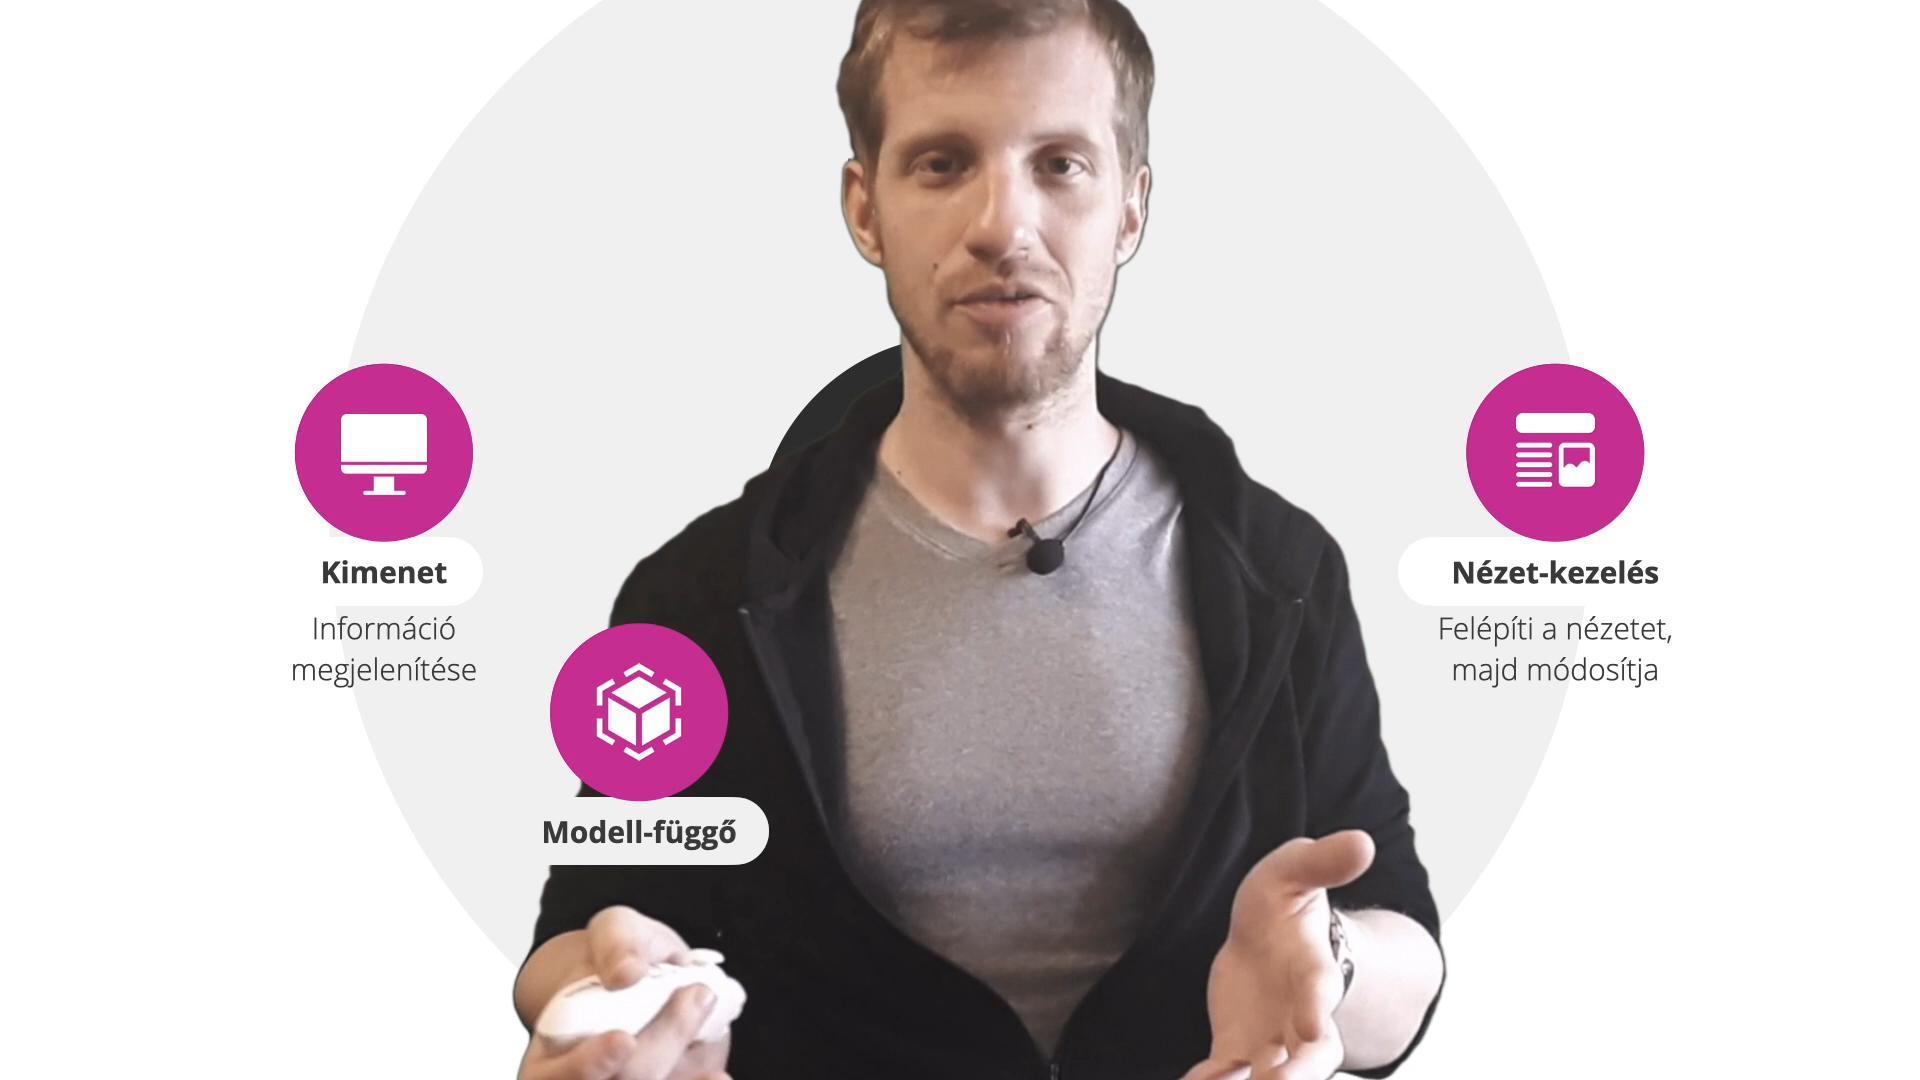 Kimenet
Információ
megjelenítése
Modell-függő
Nézet-kezelés
Felépíti a nézetet,
majd módosítja